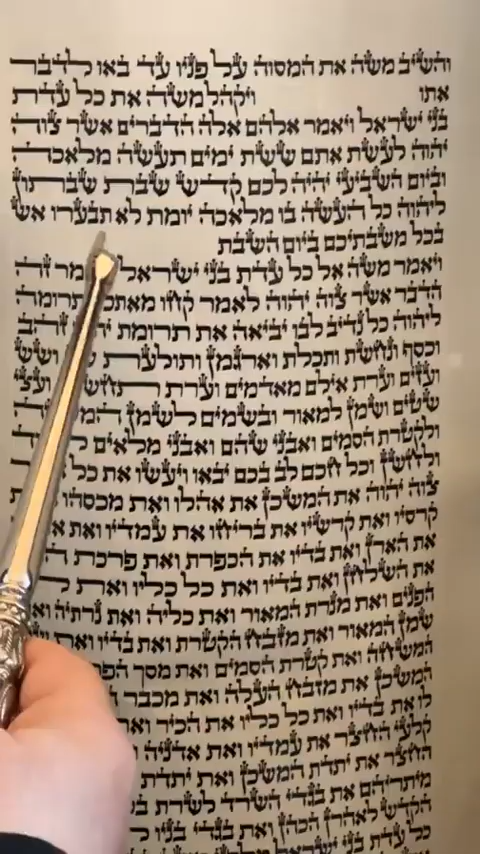 והשיב משה את המסוה על פניו עד באו לדבר
אתו ויקהל משה את כל עדת
בני ישראל ויאמר אלהם אלה הדברים אשר צוה
יהוה לעשת אתם ששת ימים תעשה מלאכה
וביום השביעי יהיה לכם קדש שבת שבתון
ליהוה כל העשה בו מלאכה יומת לא תבערו אש
בכל משבתיכם ביום השבת
ויאמר משה אל כל עדת בני ישראל
הדבר אשר צוה יהוה לאמר קחו תרומה
ליהוה כל נדיב לבו יביאה את תרומת
וכסף ונחשת ותכלת וארגמן ותולעת ושש
ועזים וערת אילם מאדמים וערת ועצי
שטים ושמן למאור ובשמים לשמן
ולקטרת הסמים ואבני שהם ואבני מלאים
ולחשן וכל חכם לב בכם יבאו ויעשו את כל
צוה יהוה את המשכן את אהלו ואת מכסהו
קרסיו ואת קרשיו את בריחו את עמדיו ואת
את הארן ואת בדיו את הכפרת ואת פרכת
את השלחן ואת בדיו ואת כל כליו ואת
הפנים ואת מנרת המאור ואת כליה ואת נרתיה
שמן המאור ואת מזבח הקטרת ואת בדיו ואת
המשחה ואת קטרת הסמים ואת מסך
המשכן את מזבח העלה ואת מכבר
לו את בדיו ואת כל כליו את הכיר
קלעי החצר את עמדיו ואת אדניה
החצר את יתדת המשכן ואת יתדת
מיתריהם את בגדי השרד לשרת
הקדש לאהרן הכהן ואת בגדי בניו
כל עדת בני ישראל